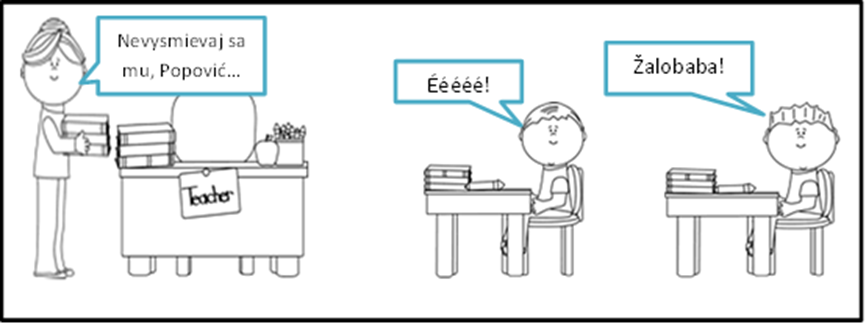 Nevysmievaj sa
mu, Popović...
Ééééé!
Žalobaba!
Teacher